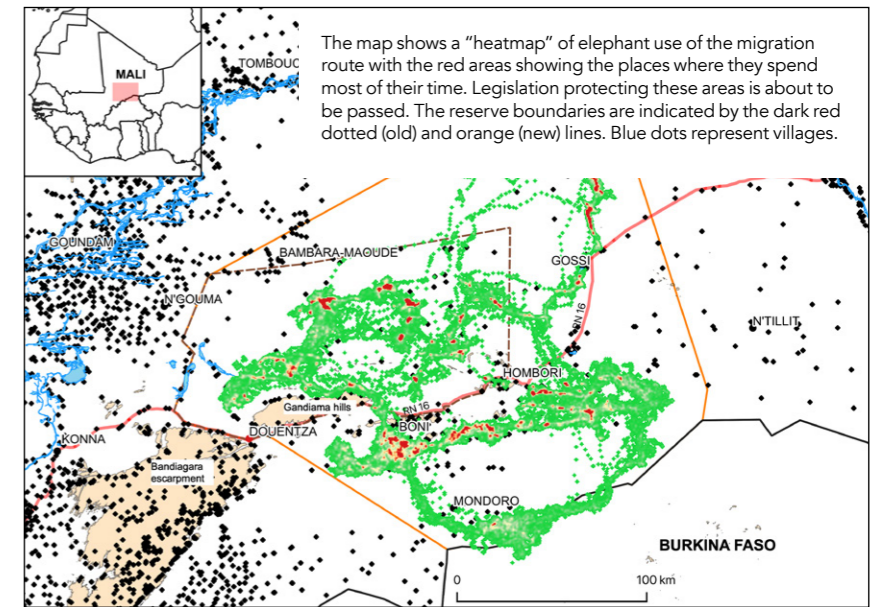 MALI
TOMBOUC
The map shows a “heatmap” of elephant use of the migration
route with the red areas showing the places where they spend
most of their time. Legislation protecting these areas is about to
be passed. The reserve boundaries are indicated by the dark red
dotted (old) and orange (new) lines. Blue dots represent villages.
GOUNDAM
BAMBARA-MAOUDE
GOSSI
N'GOUMA
RN 16
N'TILLIT
HOMBORI
Gandiama hills
RN 16
BONI
KONNA
DOUENTZA
Bandiagara
escarpment
MONDORO
BURKINA FASO
0
100 km